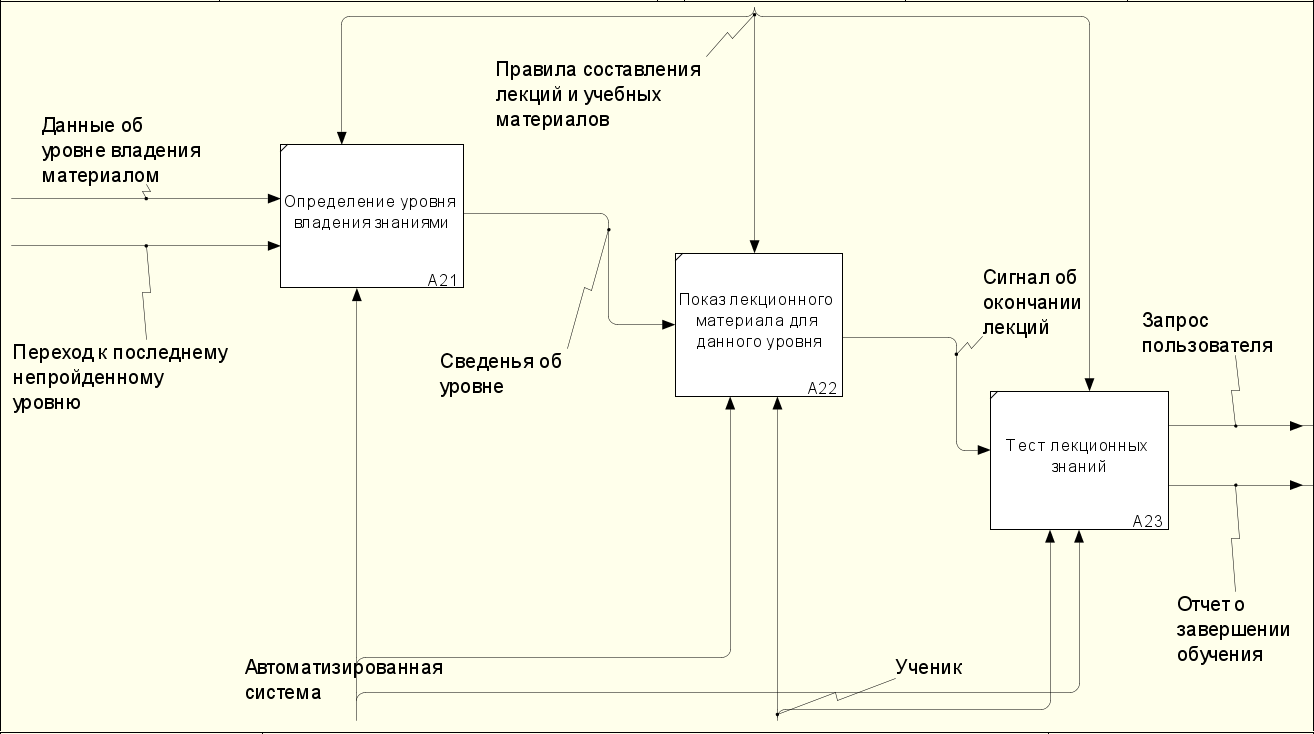 Правила составления
лекций и учебных
материалов
Данные об
уровне владения
материалом
Определение уровня
владения знаниями
A21
Переход к последнему
непройденному
уровню
Сведенья об
уровне
Показ лекционного
материала для
данного уровня
A22
Сигнал об
окончании
лекций
Запрос
пользователя
Тест лекционных
знаний
A23
Отчет о
завершении
обучения
Автоматизированная
система
Ученик